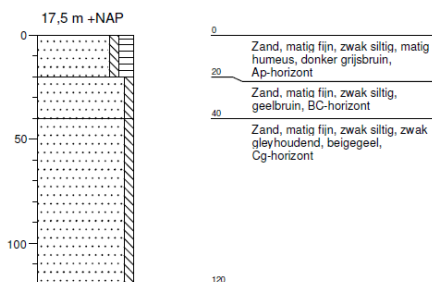 17,5 m +NAP
0
50
100
0
Zand, matig fijn, zwak siltig, matig
humeus, donker grijsbruin,
Ap-horizont
20
Zand, matig fijn, zwak siltig,
geelbruin, BC-horizont
40
Zand, matig fijn, zwak siltig, zwak
gleyhoudend, beigegeel,
Cg-horizont
120